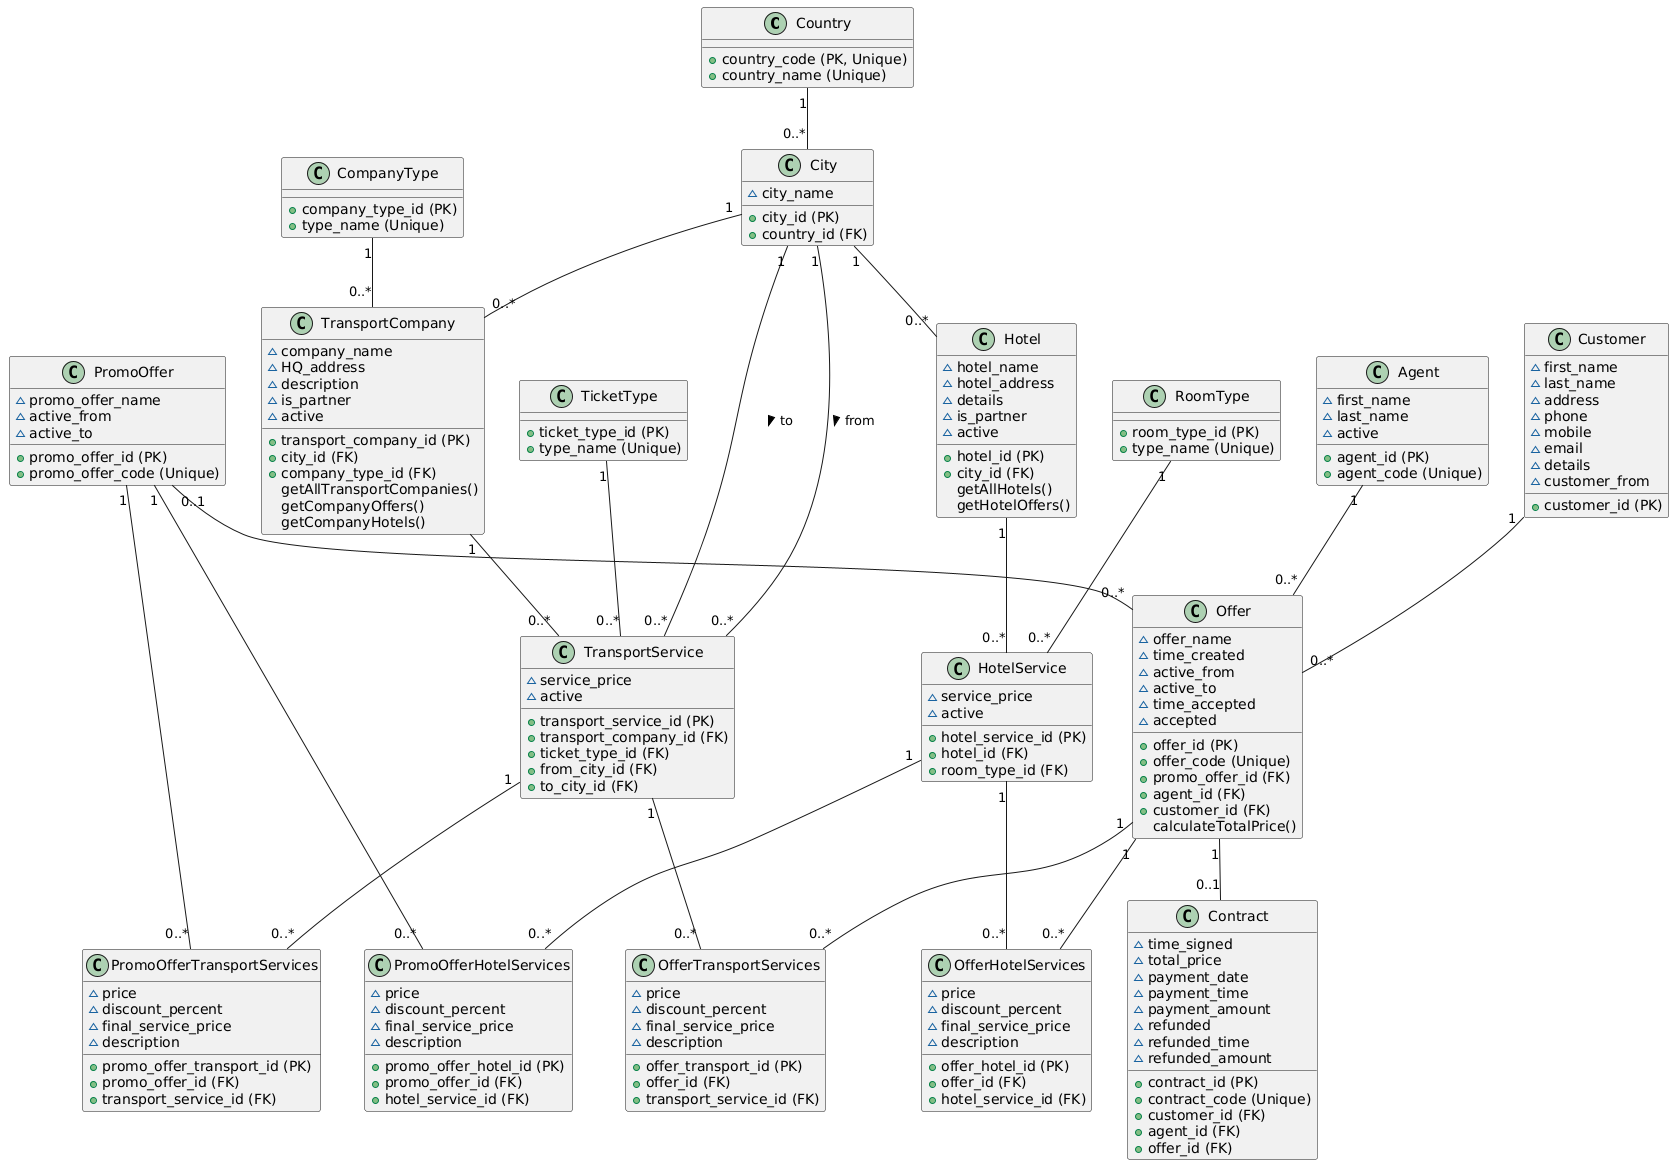 C Country
country_code (PK, Unique)
country_name (Unique)
1
0..*
C City
~ city_name
city_id (PK)
country_id (FK)
1
1
1
1
C CompanyType
company_type_id (PK)
type_name (Unique)
1
0..*
0..*
0..*
C TransportCompany
~ company_name
~ HQ_address
~ description
~ is_partner
~ active
transport_company_id (PK)
city_id (FK)
company_type_id (FK)
getAllTransportCompanies()
getCompanyOffers()
getCompanyHotels()
1
C PromoOffer
~ promo_offer_name
~ active_from
~ active_to
promo_offer_id (PK)
promo_offer_code (Unique)
1
1
0..1
C TicketType
ticket_type_id (PK)
type_name (Unique)
1
to
from
C Hotel
~ hotel_name
~ hotel_address
~ details
~ is_partner
~ active
hotel_id (PK)
city_id (FK)
getAllHotels()
getHotelOffers()
1
C RoomType
room_type_id (PK)
type_name (Unique)
1
C Agent
~ first_name
~ last_name
~ active
agent_id (PK)
agent_code (Unique)
1
C Customer
~ first_name
~ last_name
~ address
~ phone
~ mobile
~ email
~ details
~ customer_from
customer_id (PK)
1
0..*
0..*
0..*
0..*
C TransportService
~ service_price
~ active
transport_service_id (PK)
transport_company_id (FK)
ticket_type_id (FK)
from_city_id (FK)
to_city_id (FK)
1
1
0..*
0..*
C HotelService
~ service_price
~ active
hotel_service_id (PK)
hotel_id (FK)
room_type_id (FK)
1
1
0..*
0..*
0..*
C Offer
~ offer_name
~ time_created
~ active_from
~ active_to
~ time_accepted
~ accepted
offer_id (PK)
offer_code (Unique)
promo_offer_id (FK)
agent_id (FK)
customer_id (FK)
calculateTotalPrice()
1
1
1
0..*
0..*
C PromoOfferTransportServices
~ price
~ discount_percent
~ final_service_price
~ description
promo_offer_transport_id (PK)
promo_offer_id (FK)
transport_service_id (FK)
0..*
0..*
C PromoOfferHotelServices
~ price
~ discount_percent
~ final_service_price
~ description
promo_offer_hotel_id (PK)
promo_offer_id (FK)
hotel_service_id (FK)
0..*
0..*
C OfferTransportServices
~ price
~ discount_percent
~ final_service_price
~ description
offer_transport_id (PK)
offer_id (FK)
transport_service_id (FK)
0..*
0..*
C OfferHotelServices
~ price
~ discount_percent
~ final_service_price
~ description
offer_hotel_id (PK)
offer_id (FK)
hotel_service_id (FK)
0..1
C Contract
~ time_signed
~ total_price
~ payment_date
~ payment_time
~ payment_amount
~ refunded
~ refunded_time
~ refunded_amount
contract_id (PK)
contract_code (Unique)
customer_id (FK)
agent_id (FK)
offer_id (FK)